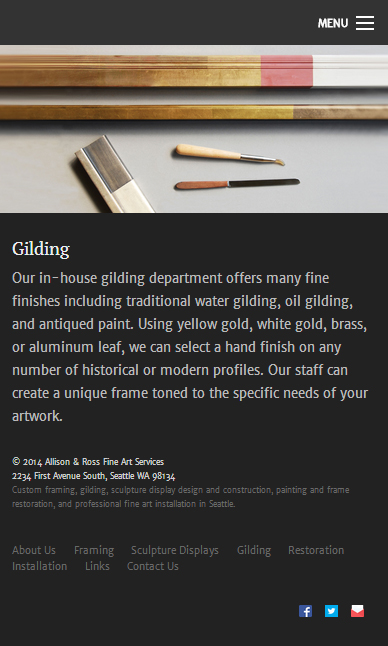 MENU
Gilding
Our in-house gilding department offers many fine
finishes including traditional water gilding, oil gilding,
and antiqued paint. Using yellow gold, white gold, brass,
or aluminum leaf, we can select a hand finish on any
number of historical or modern profiles. Our staff can
create a unique frame toned to the specific needs of your
artwork.
© 2014 Allison & Ross Fine Art Services
2234 First Avenue South, Seattle WA 98134
Custom framing, gilding, sculpture display design and construction, painting and frame
restoration, and professional fine art installation in Seattle.
About Us Framing Sculpture Displays Gilding Restoration
Installation Links Contact Us